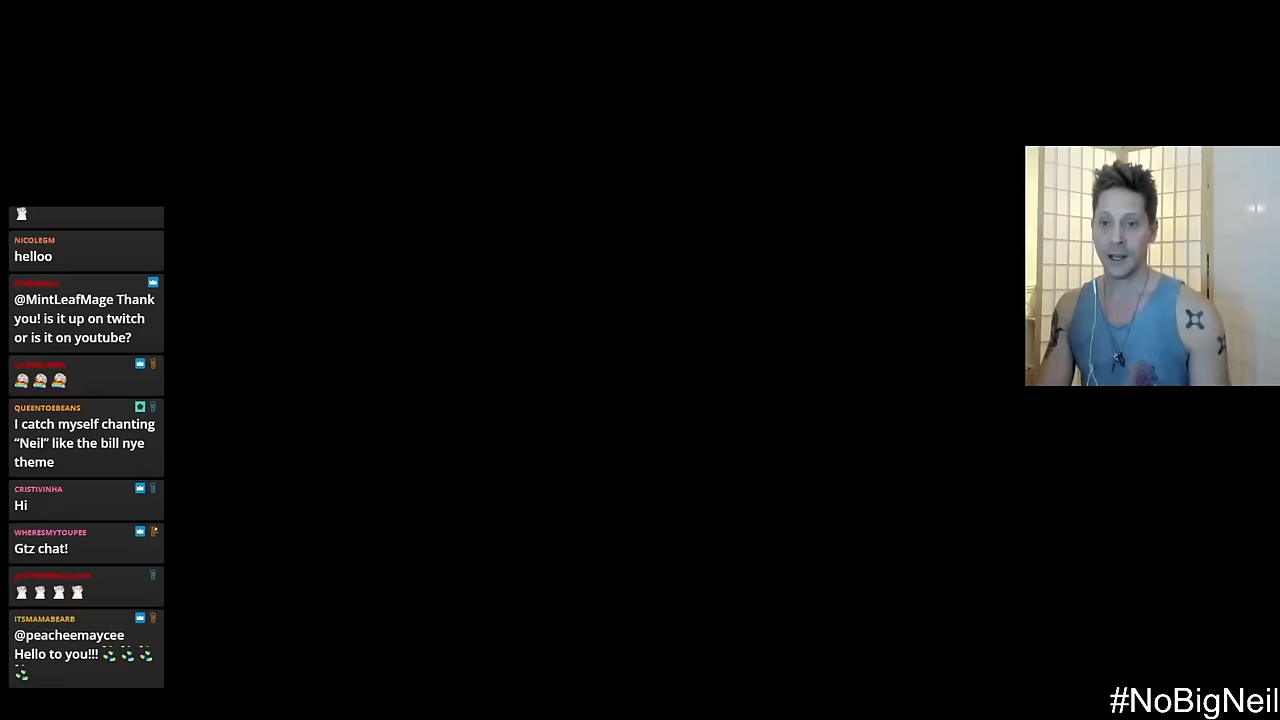 NICOLEGM
helloo
@MintLeafMage Thank
you! is it up on twitch
or is it on youtube?
QUEENTOEBEANS
I catch myself chanting
“Neil” like the bill nye
theme
CRISTIVINHA
Hi
WHERESMYTOUPEE
Gtz chat!
ITSMAMABEARB
@peacheemaycee
Hello to you!!!
#NoBigNeil